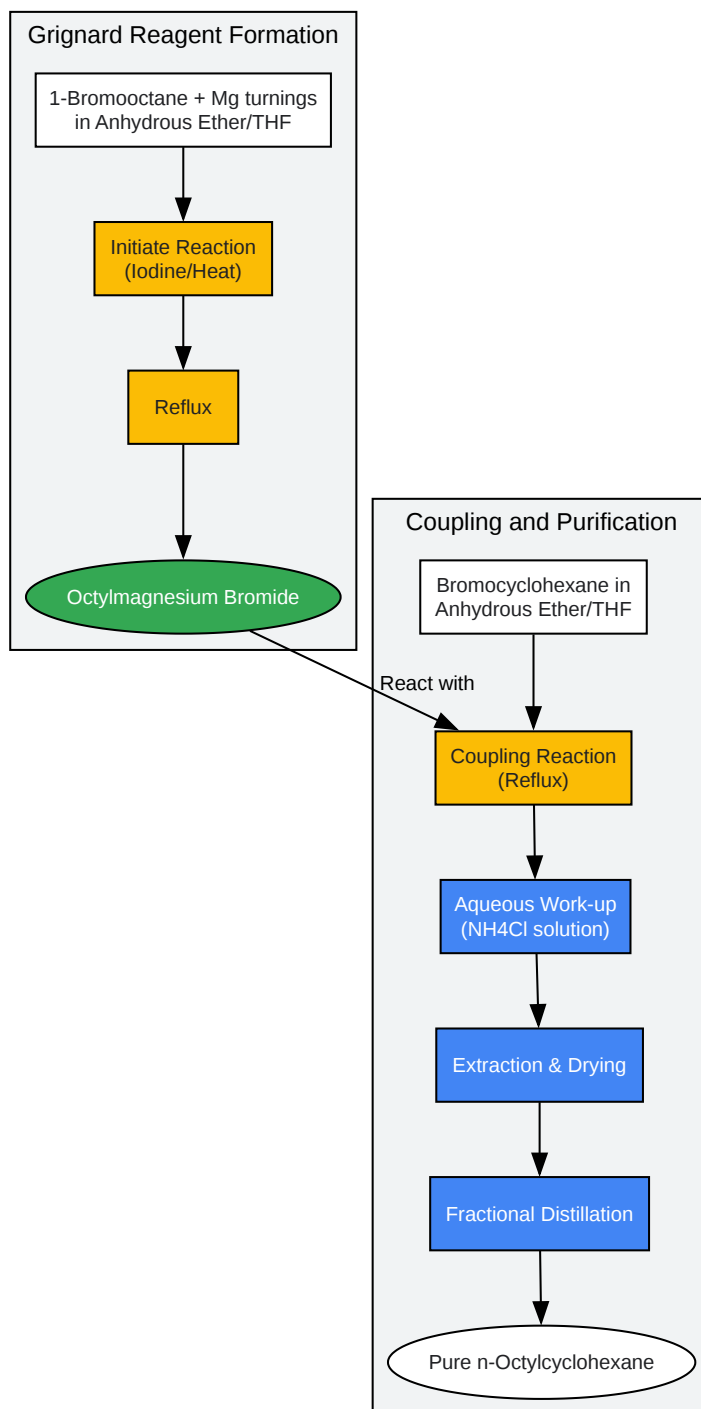 Grignard Reagent Formation
1-Bromooctane + Mg turnings
in Anhydrous Ether/THF
Initiate Reaction
(Iodine/Heat)
Reflux
Octylmagnesium Bromide
Coupling and Purification
Bromocyclohexane in
Anhydrous Ether/THF
React with
Coupling Reaction
(Reflux)
Aqueous Work-up
(NH4Cl solution)
Extraction & Drying
Fractional Distillation
Pure n-Octylcyclohexane